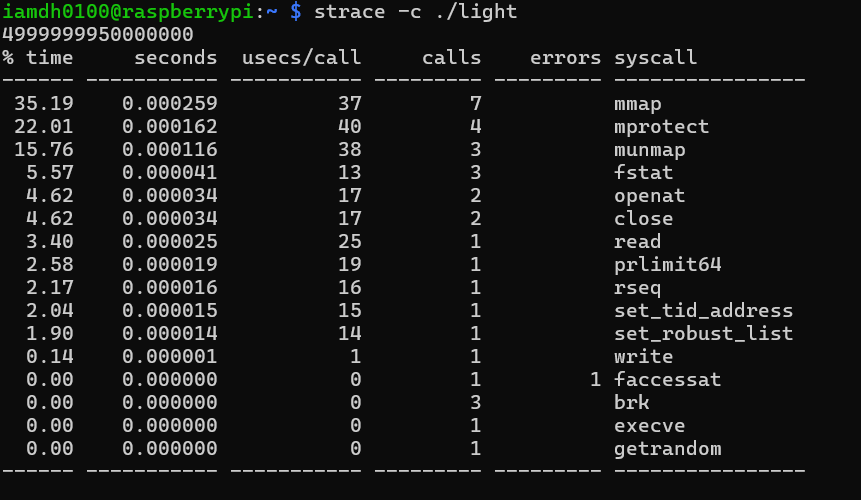 iamdh0100@raspberrypi:~ $ strace -c ./light
4999999950000000
% time     seconds  usecs/call     calls    errors syscall
------ ----------- ----------- --------- --------- ----------------
 35.19    0.000259          37         7           mmap
 22.01    0.000162          40         4           mprotect
 15.76    0.000116          38         3           munmap
  5.57    0.000041          13         3           fstat
  4.62    0.000034          17         2           openat
  4.62    0.000034          17         2           close
  3.40    0.000025          25         1           read
  2.58    0.000019          19         1           prlimit64
  2.17    0.000016          16         1           rseq
  2.04    0.000015          15         1           set_tid_address
  1.90    0.000014          14         1           set_robust_list
  0.14    0.000001           1         1           write
  0.00    0.000000           0         1         1 faccessat
  0.00    0.000000           0         3           brk
  0.00    0.000000           0         1           execve
  0.00    0.000000           0         1           getrandom
------ ----------- ----------- --------- --------- ----------------